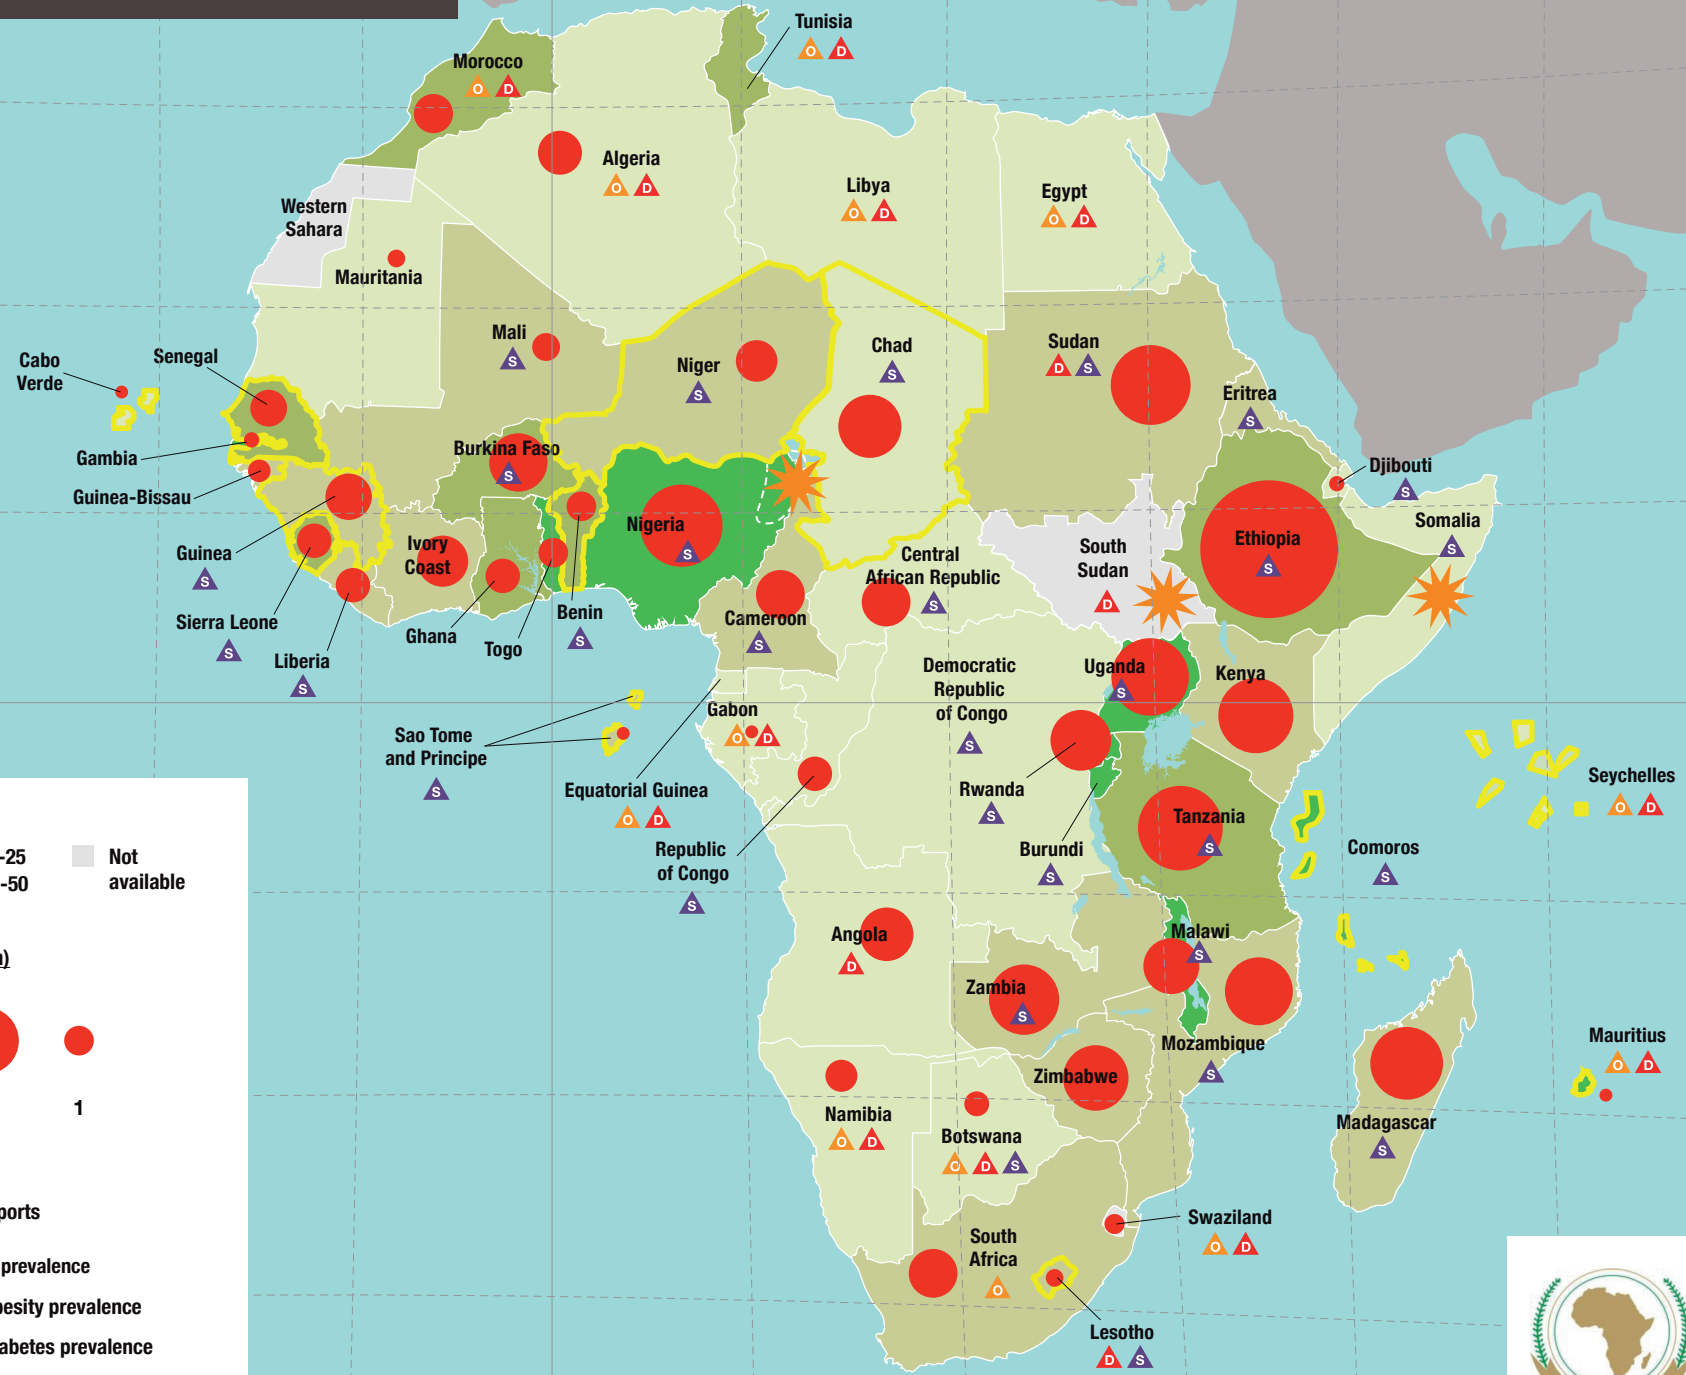 Tunisia
O D
Morocco
O D
Algeria
O D
Libya
O D
Egypt
O D
Western
Sahara
Mauritania
Mali
S
Niger
S
Chad
S
Sudan
D S
Eritrea
S
Cabo
Verde
Senegal
Gambia
Guinea-Bissau
Burkina Faso
S
Djibouti
S
Nigeria
S
Ethiopia
S
Somalia
S
Guinea
S
Ivory
Coast
Central
African Republic
S
South
Sudan
D
Sierra Leone
S
Ghana
Togo
Benin
S
Cameroon
S
Liberia
S
Democratic
Republic
of Congo
S
Uganda
S
Kenya
Gabon
O D
Sao Tome
and Principe
S
Equatorial Guinea
O D
Rwanda
S
Seychelles
O D
Tanzania
S
Republic
of Congo
S
Burundi
S
Comoros
S
-25
-50
Not
available
Angola
D
Malawi
S
Zambia
S
Mozambique
S
Mauritius
O D
Zimbabwe
1
Namibia
O D
Botswana
O D S
Madagascar
S
ports
prevalence
esity prevalence
abetes prevalence
South
Africa
O
Swaziland
O D
Lesotho
D S